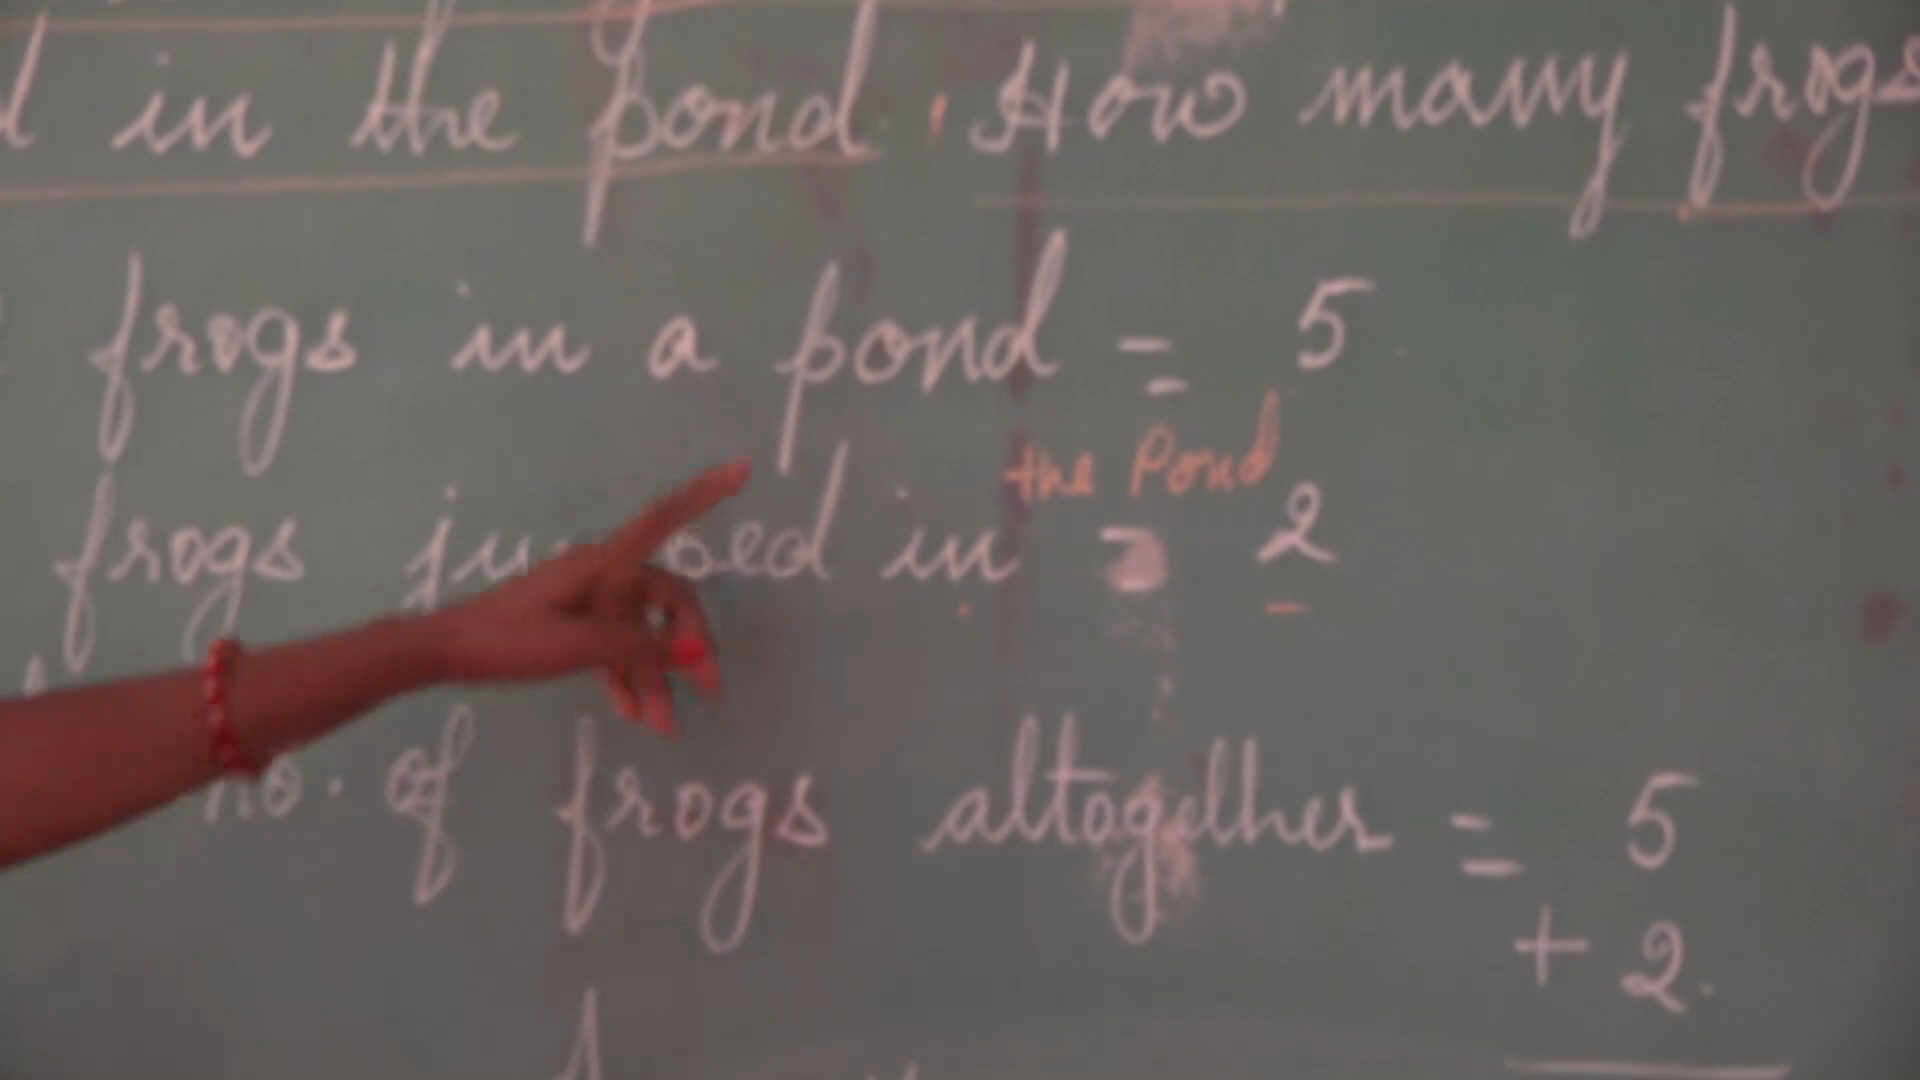 in the pond. How many frogs
frogs in a pond = 5
the Pond
frogs jumped in = 2
no. of frogs altogether = 5
+ 2